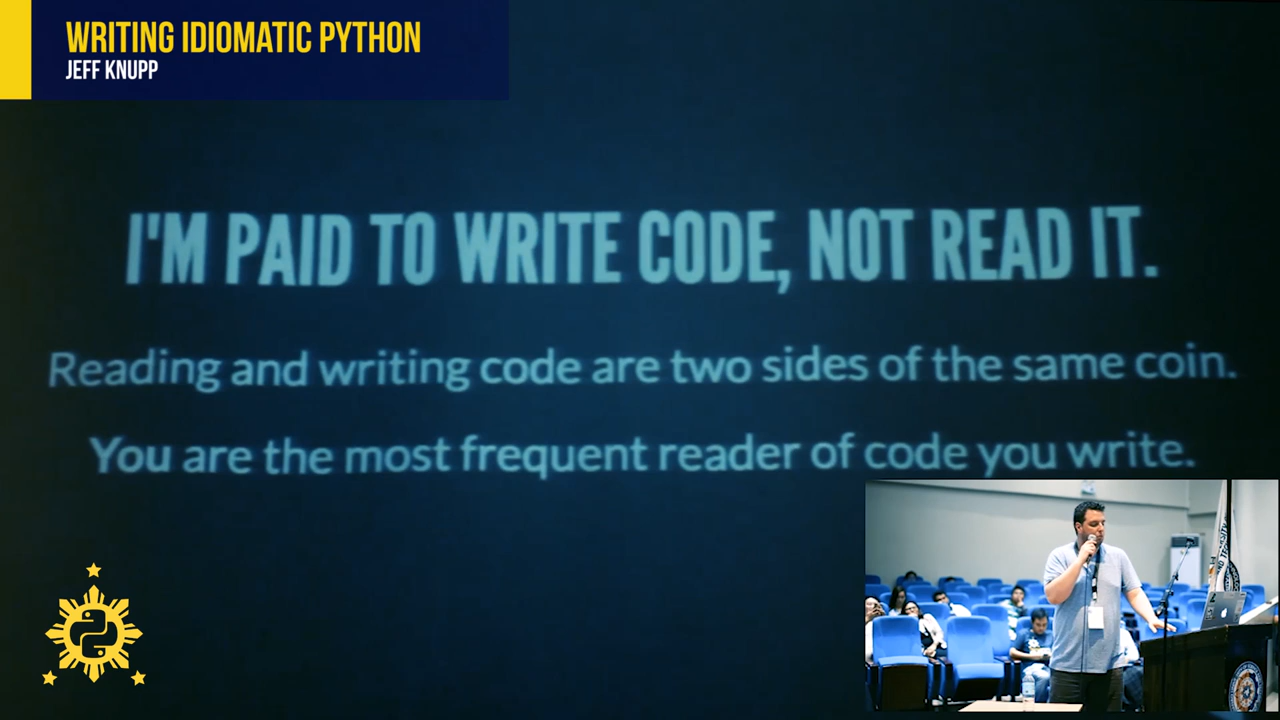 WRITING IDIOMATIC PYTHON
JEFF KNUPP
I'M PAID TO WRITE CODE, NOT READ IT.
Reading and writing code are two sides of the same coin.
You are the most frequent reader of code you write.